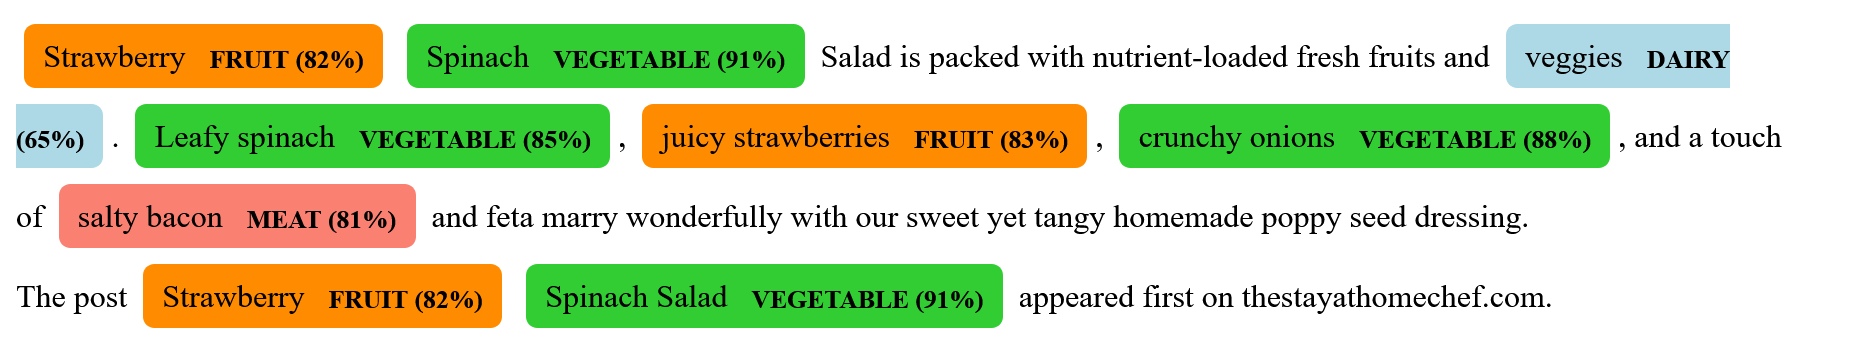 Strawberry FRUIT (82%) Spinach VEGETABLE (91%) Salad is packed with nutrient-loaded fresh fruits and veggies DAIRY
(65%) . Leafy spinach VEGETABLE (85%) , juicy strawberries FRUIT (83%) , crunchy onions VEGETABLE (88%) , and a touch
of salty bacon MEAT (81%) and feta marry wonderfully with our sweet yet tangy homemade poppy seed dressing.
The post Strawberry FRUIT (82%) Spinach Salad VEGETABLE (91%) appeared first on thestayathomechef.com.